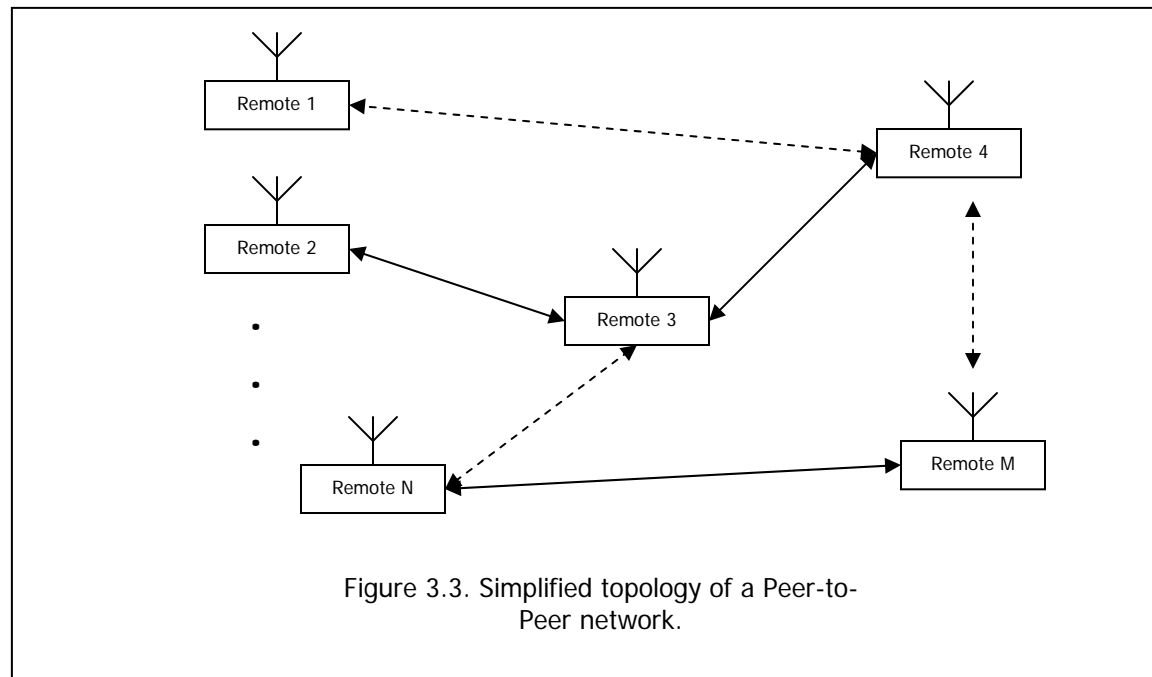 Remote 1
Remote 4
Remote 2
Remote 3
Remote N
Remote M
Figure 3.3. Simplified topology of a Peer-to-
Peer network.